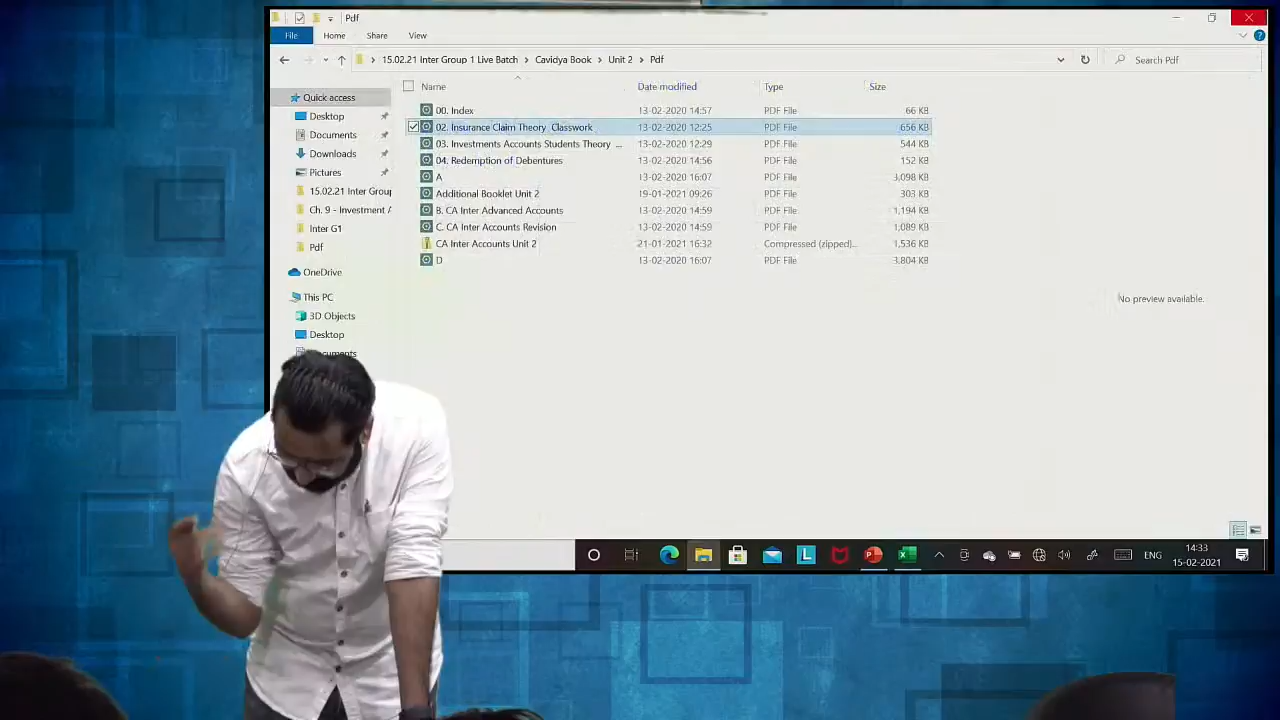 Pdf
File Home Share View
15.02.21 Inter Group 1 Live Batch > Cavidya Book > Unit 2 > Pdf
Search Pdf
Name Date modified Type Size
Quick access
Desktop
Documents
Downloads
Pictures
15.02.21 Inter Group
Ch. 9 - Investment A
Inter G1
Pdf
OneDrive
This PC
3D Objects
Desktop
Documents
00. Index 13-02-2020 14:57 PDF File 66 KB
02. Insurance Claim Theory Classwork 13-02-2020 12:25 PDF File 656 KB
03. Investments Accounts Students Theory ... 13-02-2020 12:29 PDF File 544 KB
04. Redemption of Debentures 13-02-2020 14:56 PDF File 152 KB
A 13-02-2020 16:07 PDF File 3,098 KB
Additional Booklet Unit 2 19-01-2021 09:26 PDF File 303 KB
B. CA Inter Advanced Accounts 13-02-2020 14:59 PDF File 1,194 KB
C. CA Inter Accounts Revision 13-02-2020 14:59 PDF File 1,089 KB
CA Inter Accounts Unit 2 21-01-2021 16:32 Compressed (zipped)... 1,536 KB
D 13-02-2020 16:07 PDF File 3,804 KB
No preview available.
ENG
14:33
15-02-2021